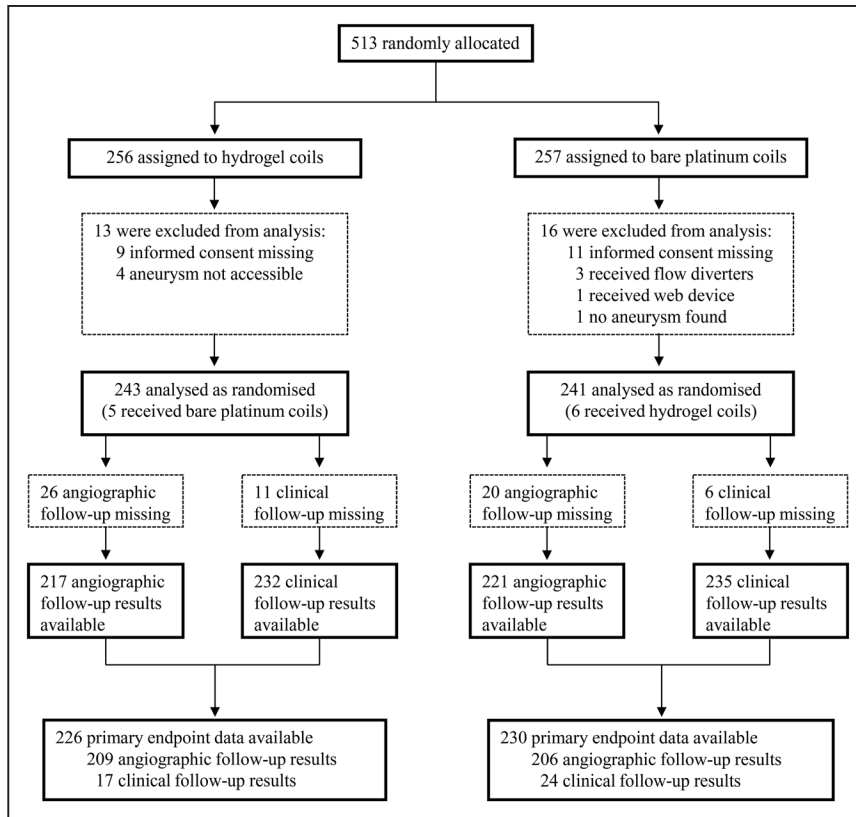 513 randomly allocated
256 assigned to hydrogel coils
257 assigned to bare platinum coils
13 were excluded from analysis:
9 informed consent missing
4 aneurysm not accessible
16 were excluded from analysis:
11 informed consent missing
3 received flow diverters
1 received web device
1 no aneurysm found
243 analysed as randomised
(5 received bare platinum coils)
241 analysed as randomised
(6 received hydrogel coils)
26 angiographic
follow-up missing
11 clinical
follow-up missing
20 angiographic
follow-up missing
6 clinical
follow-up missing
217 angiographic
follow-up results
available
232 clinical
follow-up results
available
221 angiographic
follow-up results
available
235 clinical
follow-up results
available
226 primary endpoint data available
209 angiographic follow-up results
17 clinical follow-up results
230 primary endpoint data available
206 angiographic follow-up results
24 clinical follow-up results